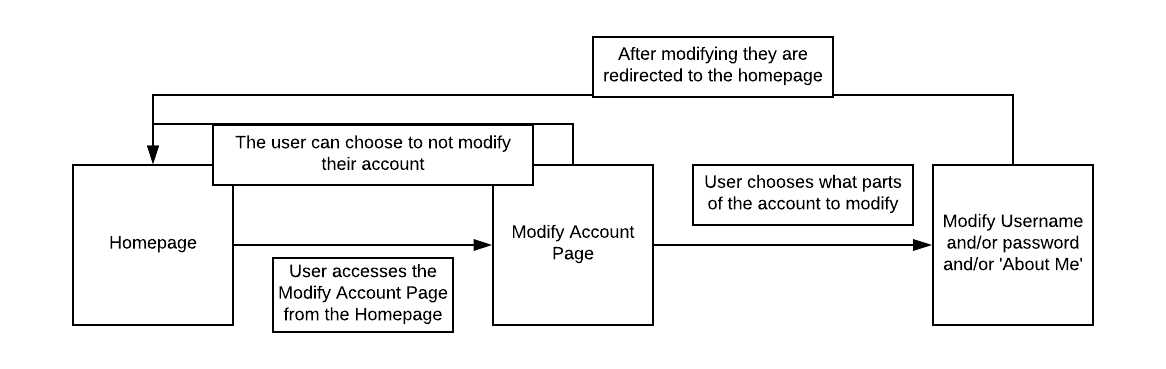 After modifying they are
redirected to the homepage
The user can choose to not modify
their account
User chooses what parts
of the account to modify
Homepage
Modify Account
Page
Modify Username
and/or password
and/or 'About Me'
User accesses the
Modify Account Page
from the Homepage